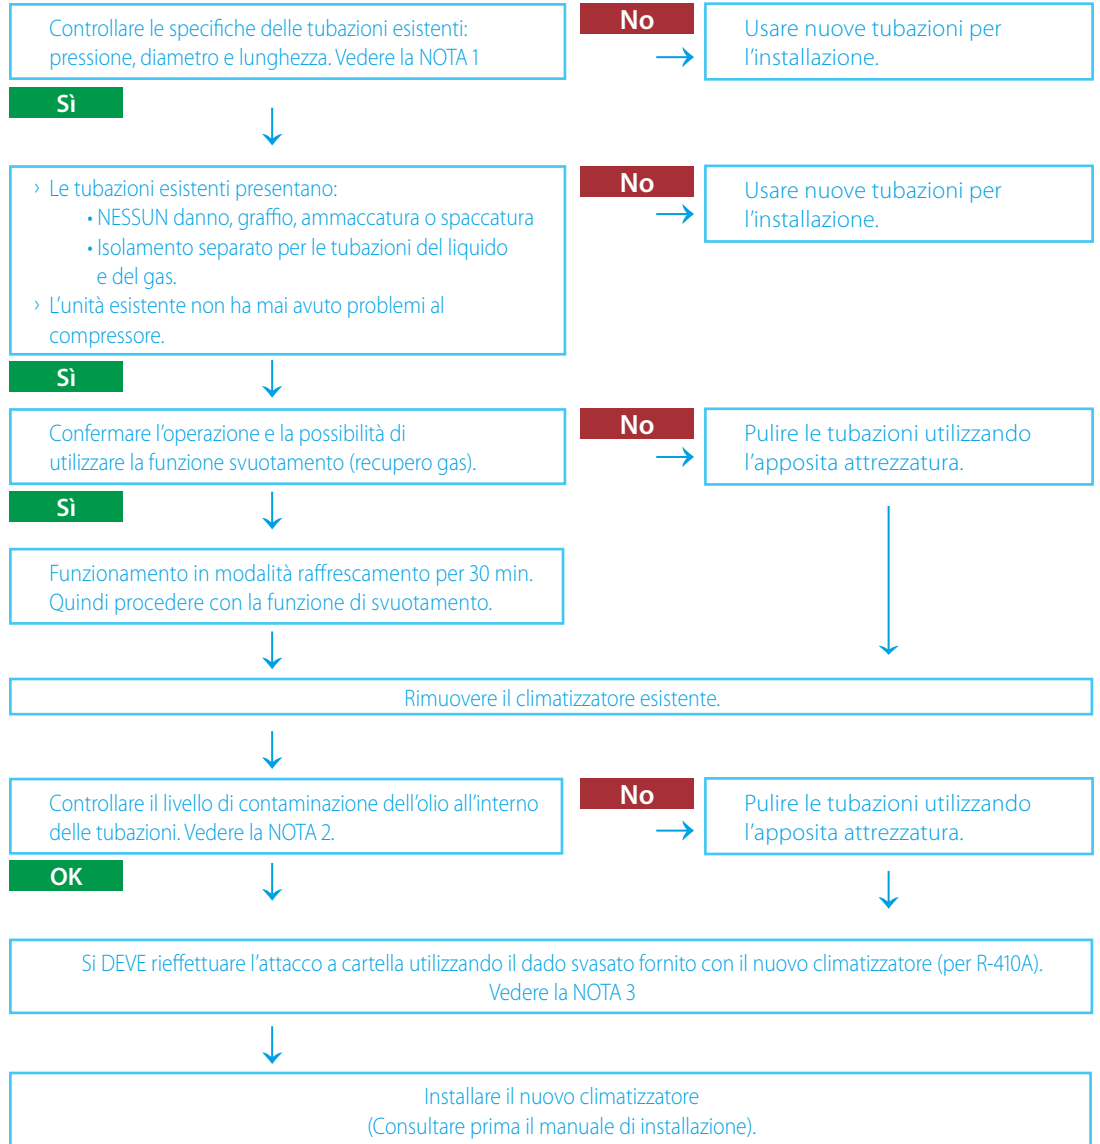 Controllare le specifiche delle tubazioni esistenti:
pressione, diametro e lunghezza. Vedere la NOTA 1
No
Usare nuove tubazioni per
l'installazione.
Sì
› Le tubazioni esistenti presentano:
• NESSUN danno, graffio, ammaccatura o spaccatura
• Isolamento separato per le tubazioni del liquido
e del gas.
› L'unità esistente non ha mai avuto problemi al
compressore.
No
Usare nuove tubazioni per
l'installazione.
Sì
Confermare l'operazione e la possibilità di
utilizzare la funzione svuotamento (recupero gas).
No
Pulire le tubazioni utilizzando
l'apposita attrezzatura.
Sì
Funzionamento in modalità raffrescamento per 30 min.
Quindi procedere con la funzione di svuotamento.
Rimuovere il climatizzatore esistente.
Controllare il livello di contaminazione dell'olio all'interno
delle tubazioni. Vedere la NOTA 2.
No
Pulire le tubazioni utilizzando
l'apposita attrezzatura.
OK
Si DEVE rieffettuare l'attacco a cartella utilizzando il dado svasato fornito con il nuovo climatizzatore (per R-410A).
Vedere la NOTA 3
Installare il nuovo climatizzatore
(Consultare prima il manuale di installazione).